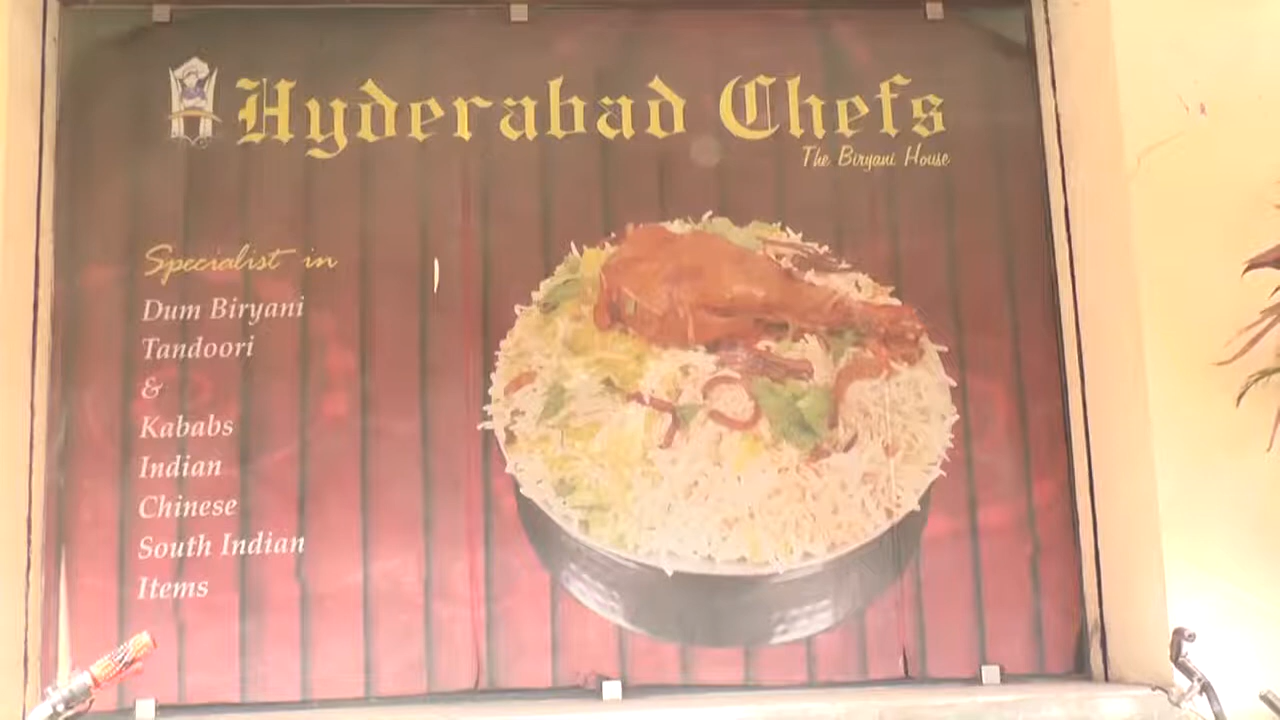 Hyderabad Chefs
The Biryani House
Specialist in
Dum Biryani
Tandoori
&
Kababs
Indian
Chinese
South Indian
Items